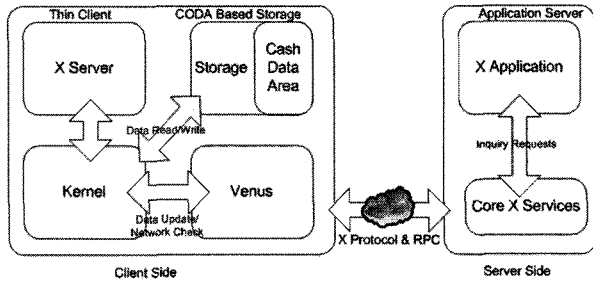 Thin Client
CODA Based Storage
Application Server
X Server
Storage
Cash
Data
Area
X Application
Data Read/Write
Inquiry Requests
Kernel
Venus
Core X Services
Data Update/
Network Check
X Protocol & RPC
Client Side
Server Side